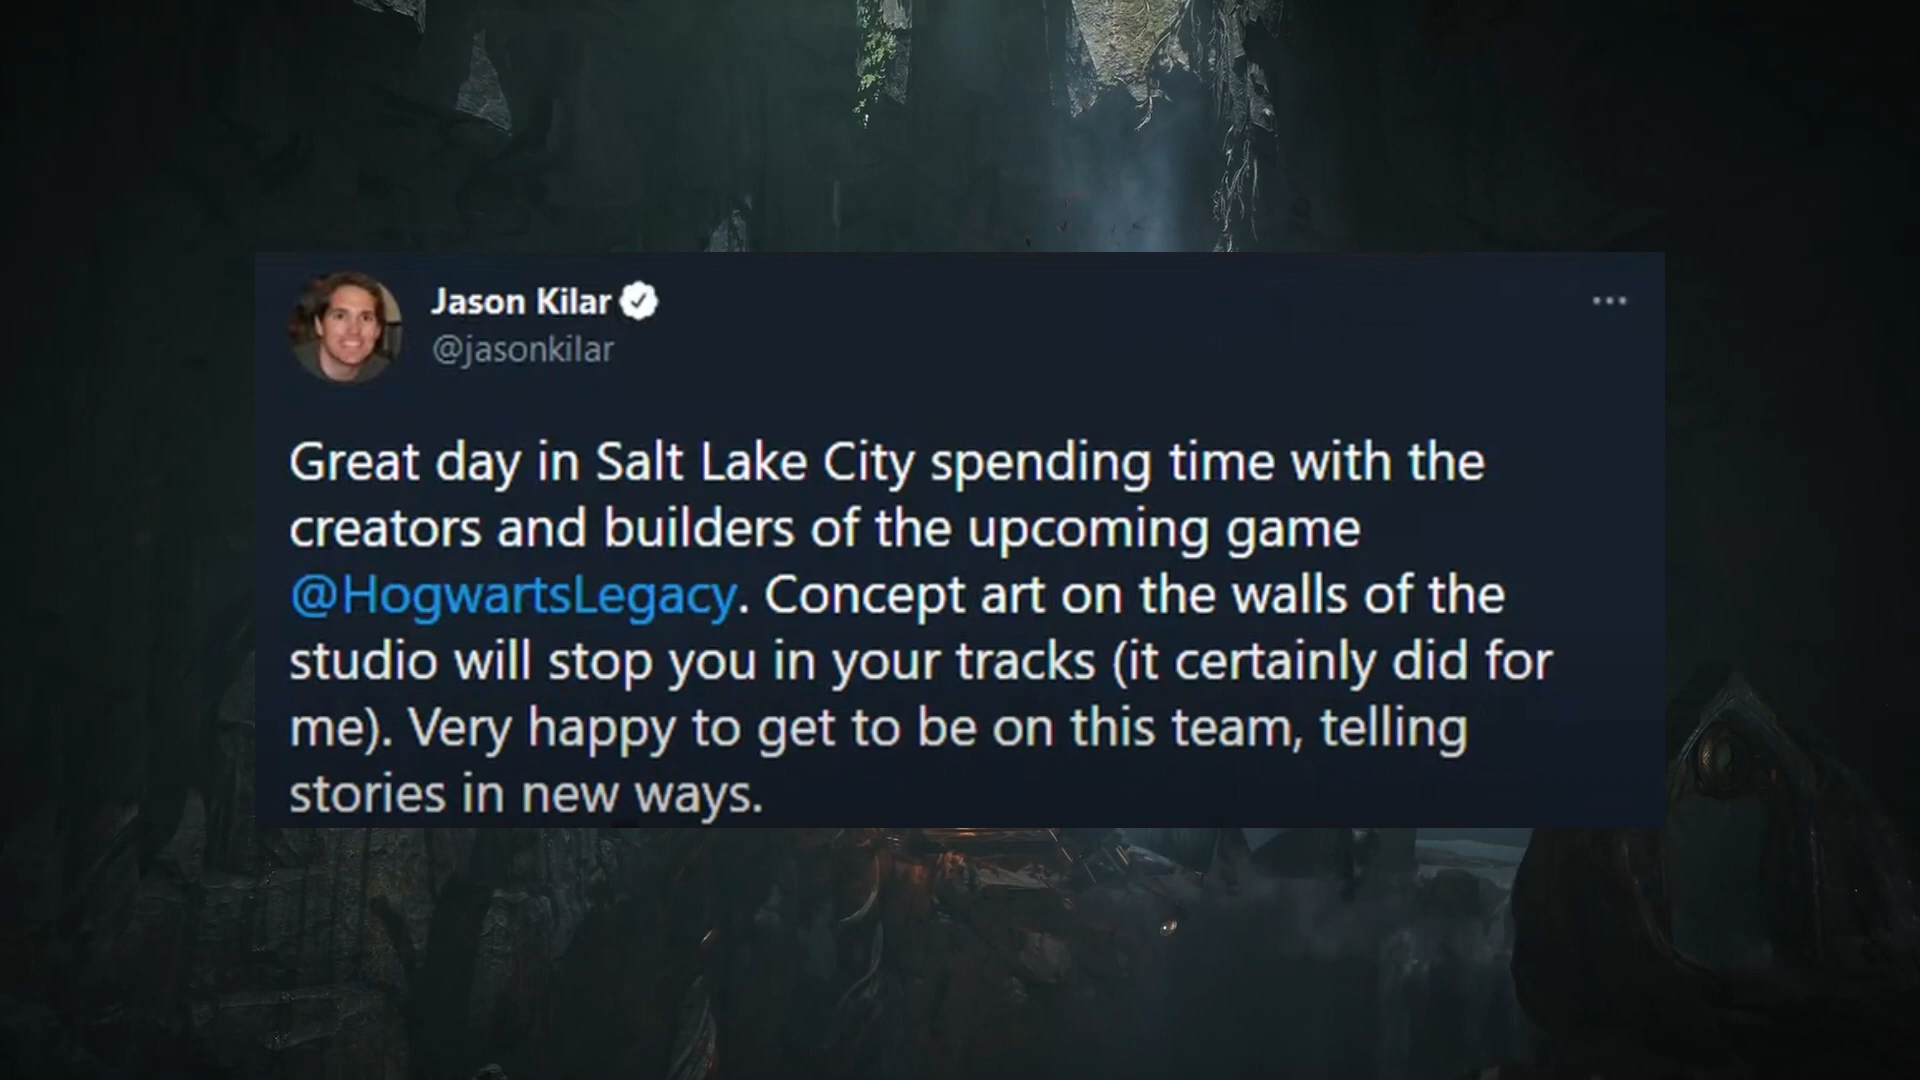 Jason Kilar
@jasonkilar
Great day in Salt Lake City spending time with the
creators and builders of the upcoming game
@HogwartsLegacy. Concept art on the walls of the
studio will stop you in your tracks (it certainly did for
me). Very happy to get to be on this team, telling
stories in new ways.